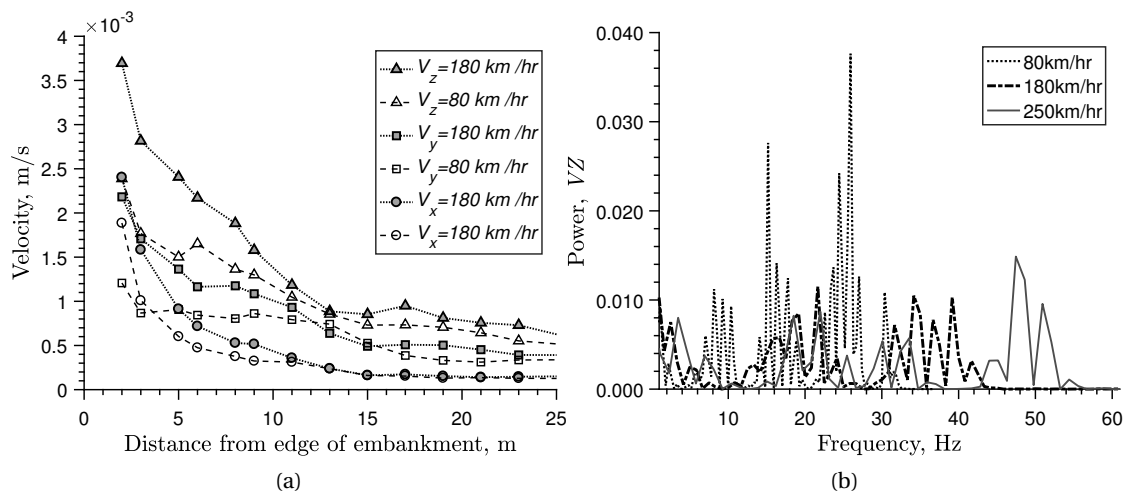 ×10⁻³
4
3.5
3
2.5
2
1.5
1
0.5
0
0 5 10 15 20 25
Velocity, m/s
Distance from edge of embankment, m
V_z=180 km /hr
V_z=80 km /hr
V_y=180 km /hr
V_y=80 km /hr
V_x=180 km /hr
V_x=180 km /hr
(a)
0.040
0.030
0.040
0.020
0.010
0.000
10 20 30 40 50 60
Power, VZ
Frequency, Hz
80km/hr
180km/hr
250km/hr
(b)